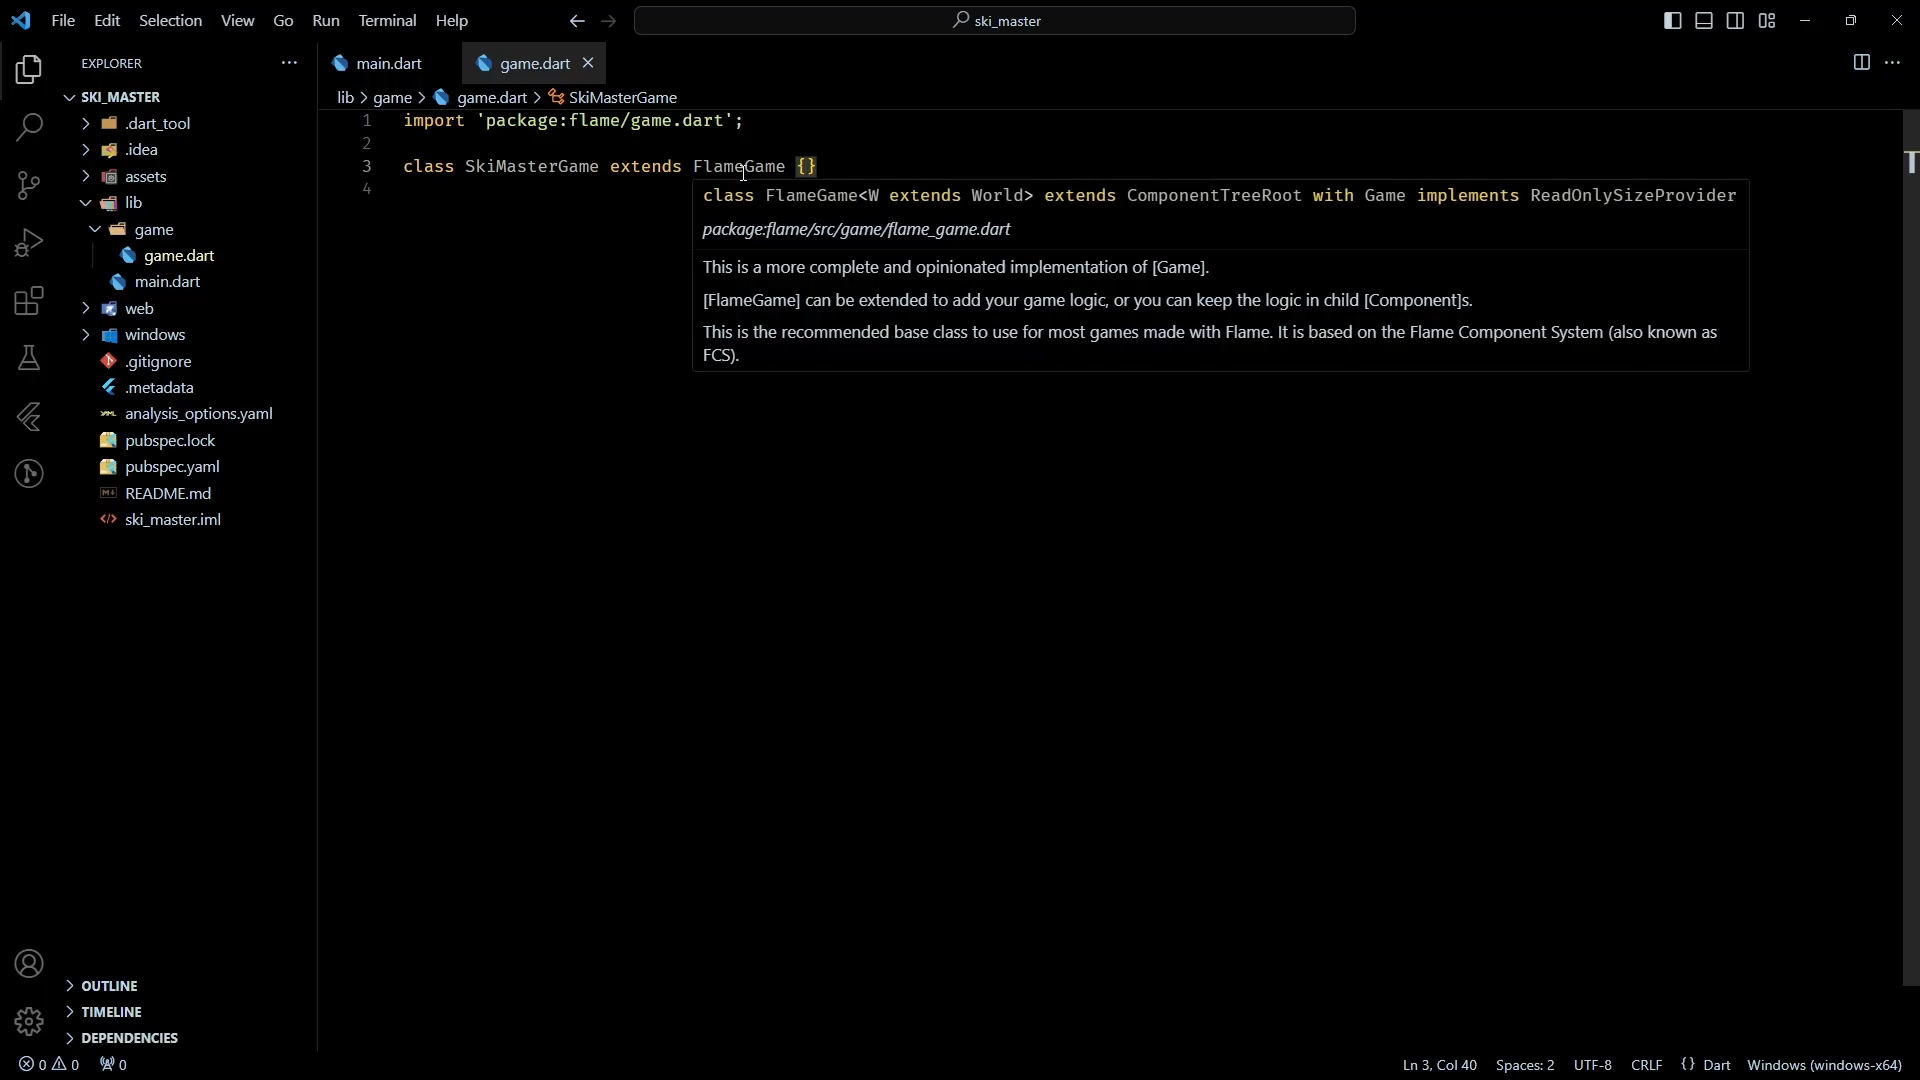 File Edit Selection View Go Run Terminal Help
ski_master
EXPLORER
SKI_MASTER
.dart_tool
.idea
assets
lib
game
game.dart
main.dart
web
windows
.gitignore
.metadata
analysis_options.yaml
pubspec.lock
pubspec.yaml
README.md
ski_master.iml
OUTLINE
TIMELINE
DEPENDENCIES
main.dart game.dart
lib > game > game.dart > SkiMasterGame
1 import 'package:flame/game.dart';
2
3 class SkiMasterGame extends FlameGame {}
4
class FlameGame<W extends World> extends ComponentTreeRoot with Game implements ReadOnlySizeProvider
package:flame/src/game/flame_game.dart
This is a more complete and opinionated implementation of [Game].
[FlameGame] can be extended to add your game logic, or you can keep the logic in child [Component]s.
This is the recommended base class to use for most games made with Flame. It is based on the Flame Component System (also known as
FCS).
0 0 0
Ln 3, Col 40 Spaces: 2 UTF-8 CRLF {} Dart Windows (windows-x64)